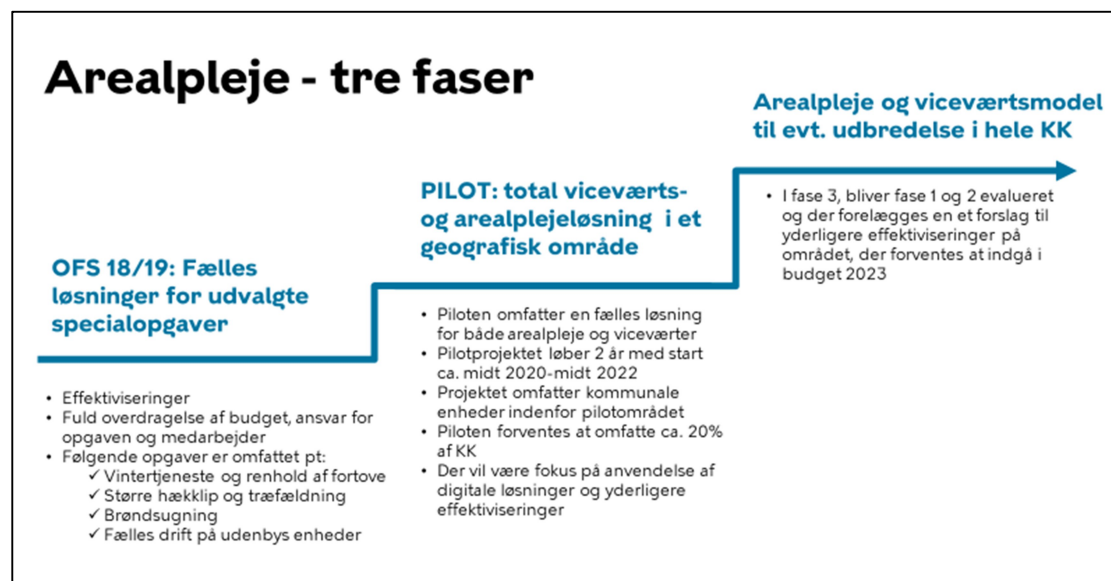 Arealpleje - tre faser
OFS 18/19: Fælles
løsninger for udvalgte
specialopgaver
• Effektiviseringer
• Fuld overdragelse af budget, ansvar for
opgaven og medarbejder
• Følgende opgaver er omfattet pt:
✓ Vintertjeneste og renhold af fortove
✓ Større hækklip og træfældning
✓ Brøndsugning
✓ Fælles drift på udenbys enheder
PILOT: total viceværts-
og arealplejeløsning i et
geografisk område
• Piloten omfatter en fælles løsning
for både arealpleje og viceværter
• Pilotprojektet løber 2 år med start
ca. midt 2020-midt 2022
• Projektet omfatter kommunale
enheder indenfor pilotområdet
• Piloten forventes at omfatte ca. 20%
af KK
• Der vil være fokus på anvendelse af
digitale løsninger og yderligere
effektiviseringer
Arealpleje og viceværtsmodel
til evt. udbredelse i hele KK
• I fase 3, bliver fase 1 og 2 evalueret
og der forelægges en et forslag til
yderligere effektiviseringer på
området, der forventes at indgå i
budget 2023